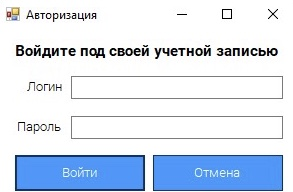 Авторизация
Войдите под своей учетной записью
Логин
Пароль
Войти Отмена